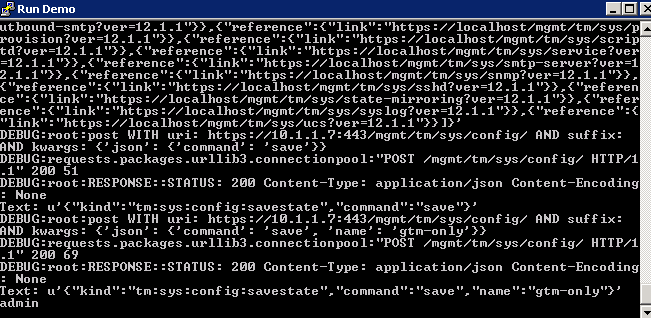 Run Demo
utbound-smtp?ver=12.1.1"}},{"reference":{"link":"https://localhost/mgmt/tm/sys/p
rovision?ver=12.1.1"}},{"reference":{"link":"https://localhost/mgmt/tm/sys/scrip
td?ver=12.1.1"}},{"reference":{"link":"https://localhost/mgmt/tm/sys/service?ver
=12.1.1"}},{"reference":{"link":"https://localhost/mgmt/tm/sys/smtp-server?ver=1
2.1.1"}},{"reference":{"link":"https://localhost/mgmt/tm/sys/snmp?ver=12.1.1"}},
{"reference":{"link":"https://localhost/mgmt/tm/sys/sshd?ver=12.1.1"}},{"referen
ce":{"link":"https://localhost/mgmt/tm/sys/state-mirroring?ver=12.1.1"}},{"refer
ence":{"link":"https://localhost/mgmt/tm/sys/syslog?ver=12.1.1"}},{"reference":{
"link":"https://localhost/mgmt/tm/sys/ucs?ver=12.1.1"}}]}'
DEBUG:root:post WITH uri: https://10.1.1.7:443/mgmt/tm/sys/config/ AND suffix:
AND kwargs: {'json': {'command': 'save'}}
DEBUG:requests.packages.urllib3.connectionpool:"POST /mgmt/tm/sys/config/ HTTP/1
.1" 200 51
DEBUG:root:RESPONSE::STATUS: 200 Content-Type: application/json Content-Encoding
: None
Text: u'{"kind":"tm:sys:config:savestate","command":"save"}'
DEBUG:root:post WITH uri: https://10.1.1.7:443/mgmt/tm/sys/config/ AND suffix:
AND kwargs: {'json': {'command': 'save', 'name': 'gtm-only'}}
DEBUG:requests.packages.urllib3.connectionpool:"POST /mgmt/tm/sys/config/ HTTP/1
.1" 200 69
DEBUG:root:RESPONSE::STATUS: 200 Content-Type: application/json Content-Encoding
: None
Text: u'{"kind":"tm:sys:config:savestate","command":"save","name":"gtm-only"}'
admin